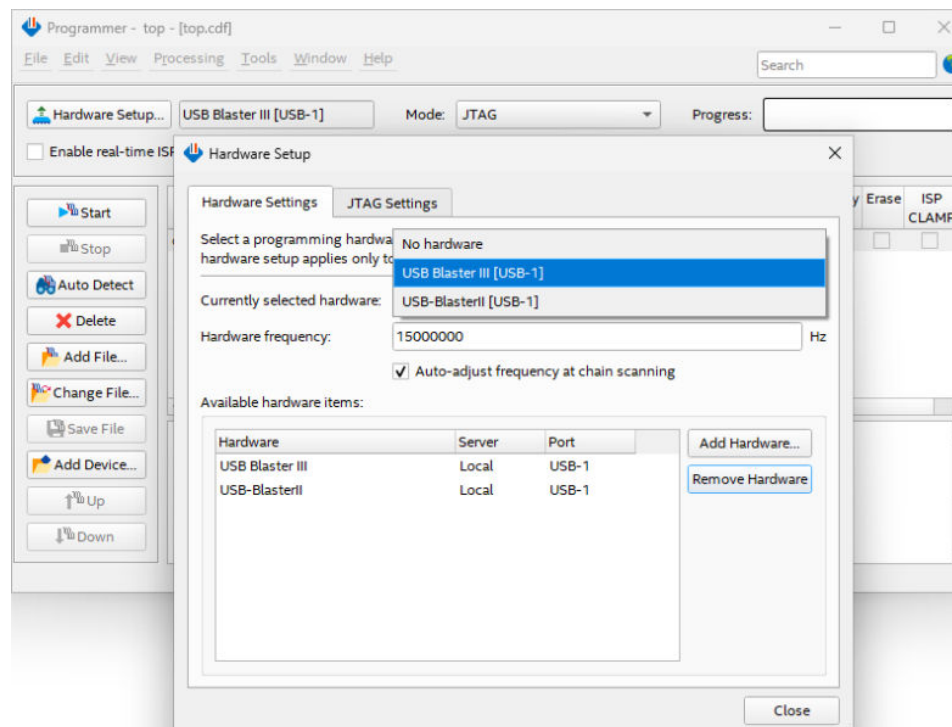 Programmer - top - [top.cdf]
File Edit View Processing Tools Window Help
Search
Hardware Setup... USB Blaster III [USB-1] Mode: JTAG Progress:
Enable real-time ISP
Hardware Setup
Hardware Settings JTAG Settings
Start
Stop
Auto Detect
Delete
Add File...
Change File...
Save File
Add Device...
Up
Down
y Erase ISP
CLAMP
Select a programming hardwa
hardware setup applies only to
No hardware
USB Blaster III [USB-1]
USB-BlasterII [USB-1]
Currently selected hardware:
Hardware frequency: 15000000 Hz
Auto-adjust frequency at chain scanning
Available hardware items:
Hardware Server Port
USB Blaster III Local USB-1
USB-BlasterII Local USB-1
Add Hardware...
Remove Hardware
Close